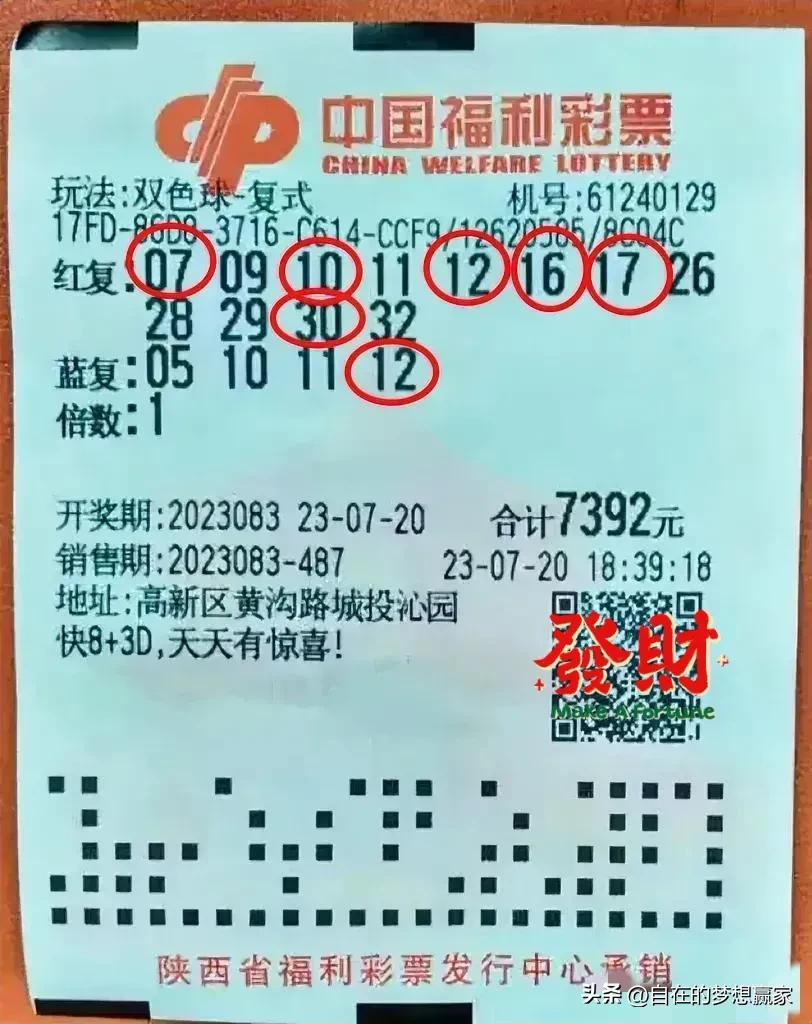 中国福利彩票
CHINA WELFARE LOTTERY
玩法:双色球-复式 机号:61240129
17FD-86D8-3716-C614-CCF9/12620505/8C04C
红复:07 09 10 11 12 16 17 26
28 29 30 32
蓝复:05 10 11 12
倍数:1
开奖期:2023083 23-07-20 合计7392元
销售期:2023083-487 23-07-20 18:39:18
地址:高新区黄沟路城投沁园
快8+3D,天天有惊喜!
發財
Make A fortune
陕西省福利彩票发行中心承销
头条 @自在的梦想赢家